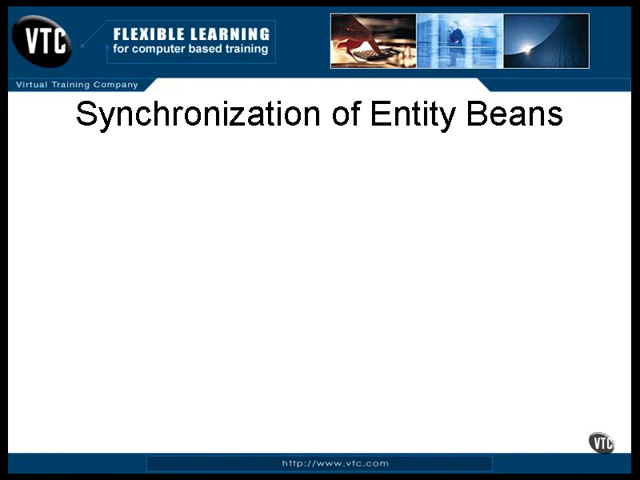 VTC
FLEXIBLE LEARNING
for computer based training
Virtual Training Company
Synchronization of Entity Beans
VTC
http://www.vtc.com